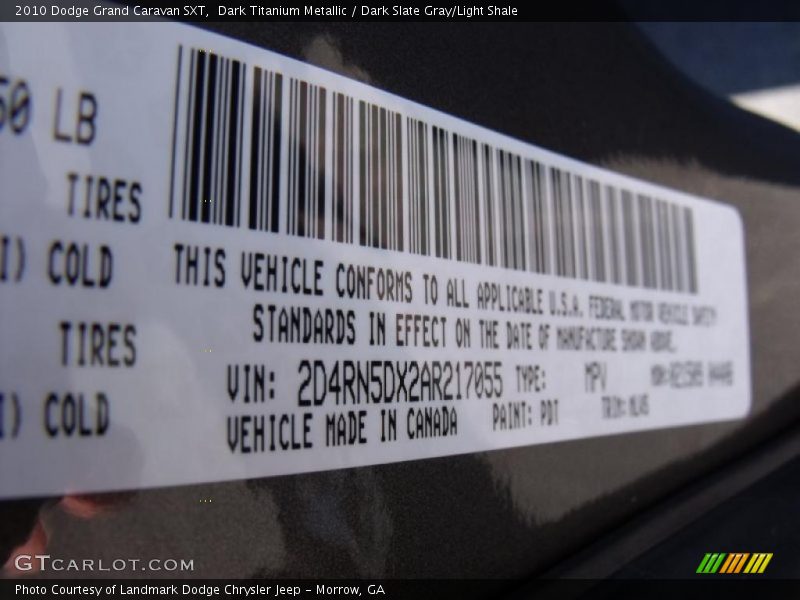 2010 Dodge Grand Caravan SXT,  Dark Titanium Metallic / Dark Slate Gray/Light Shale
50 LB
TIRES
I) COLD
TIRES
I) COLD
THIS VEHICLE CONFORMS TO ALL APPLICABLE U.S.A. FEDERAL MOTOR VEHICLE SAFETY
STANDARDS IN EFFECT ON THE DATE OF MANUFACTURE SHOWN ABOVE.
VIN: 2D4RN5DX2AR217055 TYPE: MPV
VEHICLE MADE IN CANADA PAINT: PDT TRIM:
GTCARLOT.COM
Photo Courtesy of Landmark Dodge Chrysler Jeep – Morrow, GA